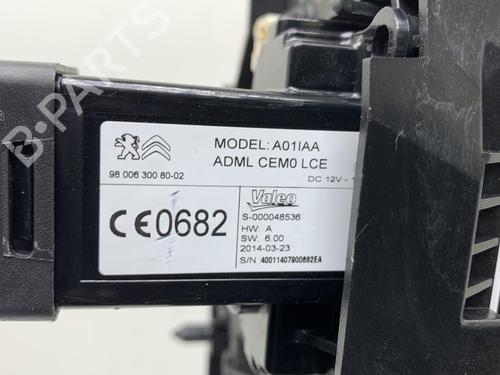 MODEL: A01IAA
ADML CEM0 LCE
98 006 300 80-02
DC 12V -
CE0682
Valeo
S-000048536
HW: A
SW: 6.00
2014-03-23
S/N: 40011407900682EA
B-PARTS